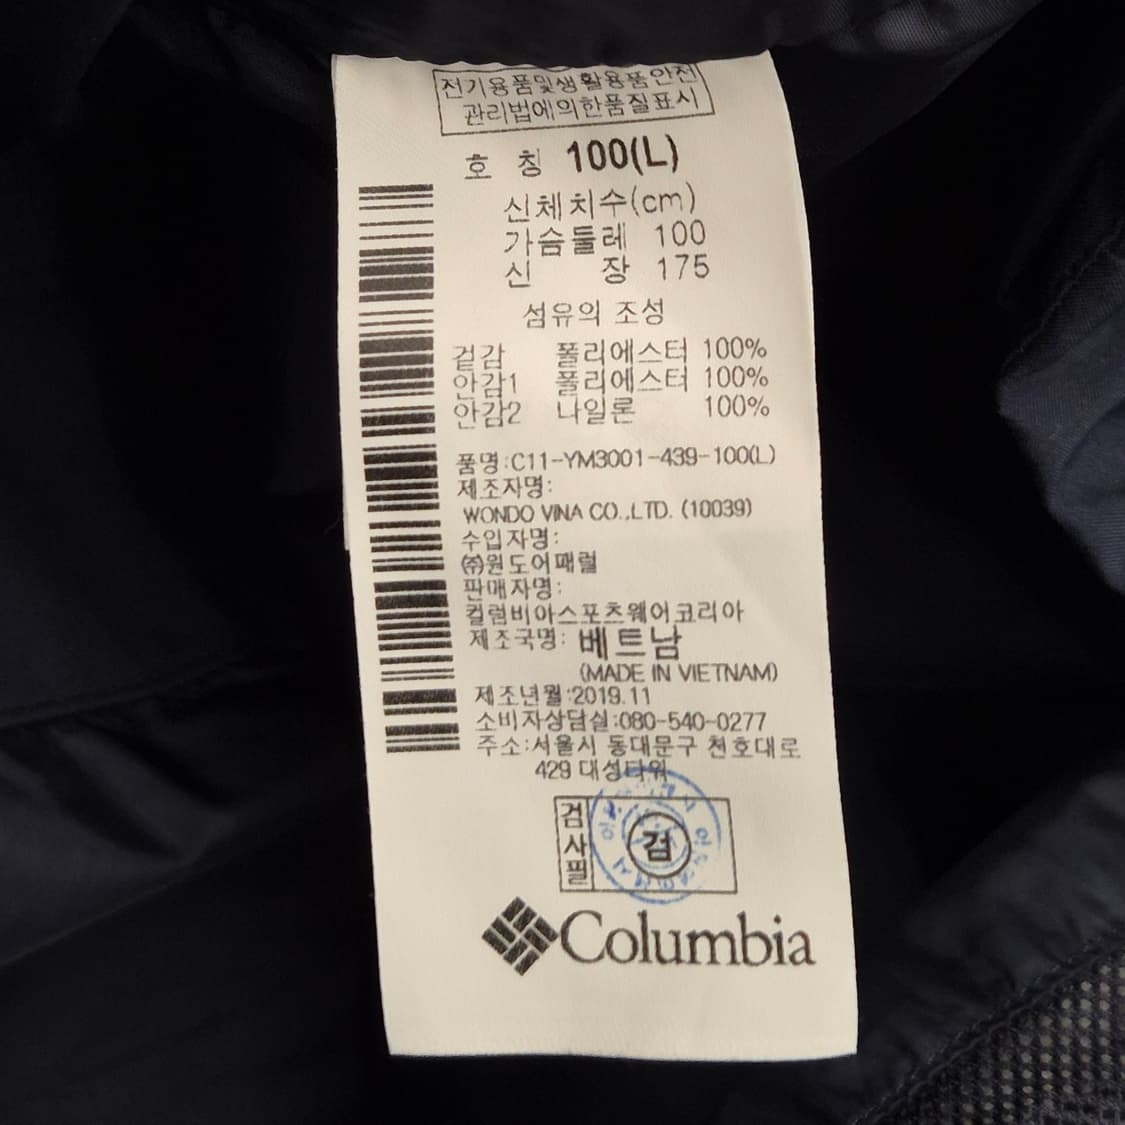 전기용품및생활용품안전
관리법에의한품질표시
호 칭 100(L)
신체치수(cm)
가슴둘레 100
신 장 175
섬유의 조성
겉감 폴리에스터 100%
안감1 폴리에스터 100%
안감2 나일론 100%
품명:C11-YM3001-439-100(L)
제조자명:
WONDO VINA CO.,LTD. (10039)
수입자명:
㈜원도어패럴
판매자명:
컬럼비아스포츠웨어코리아
제조국명: 베트남
(MADE IN VIETNAM)
제조년월:2019.11
소비자상담실:080-540-0277
주소:서울시 동대문구 천호대로
429 대성타워
검사필 검
Columbia